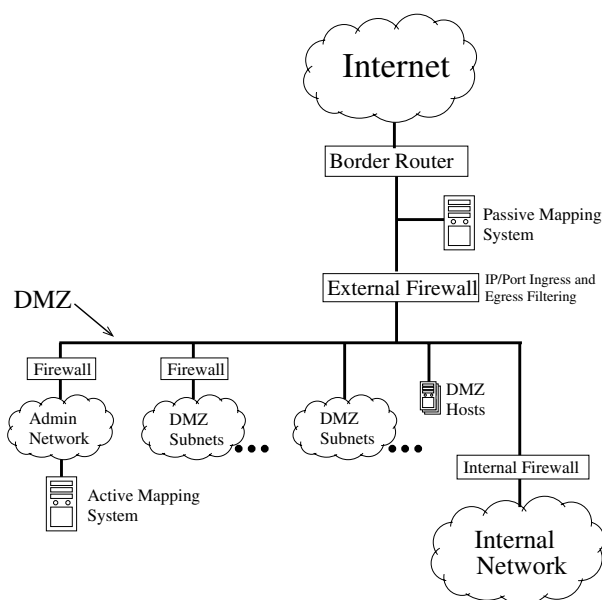 Internet
Border Router
Passive Mapping
System
External Firewall
IP/Port Ingress and
Egress Filtering
DMZ
Firewall
Firewall
Admin
Network
DMZ
Subnets
DMZ
Subnets
DMZ
Hosts
Internal Firewall
Active Mapping
System
Internal
Network